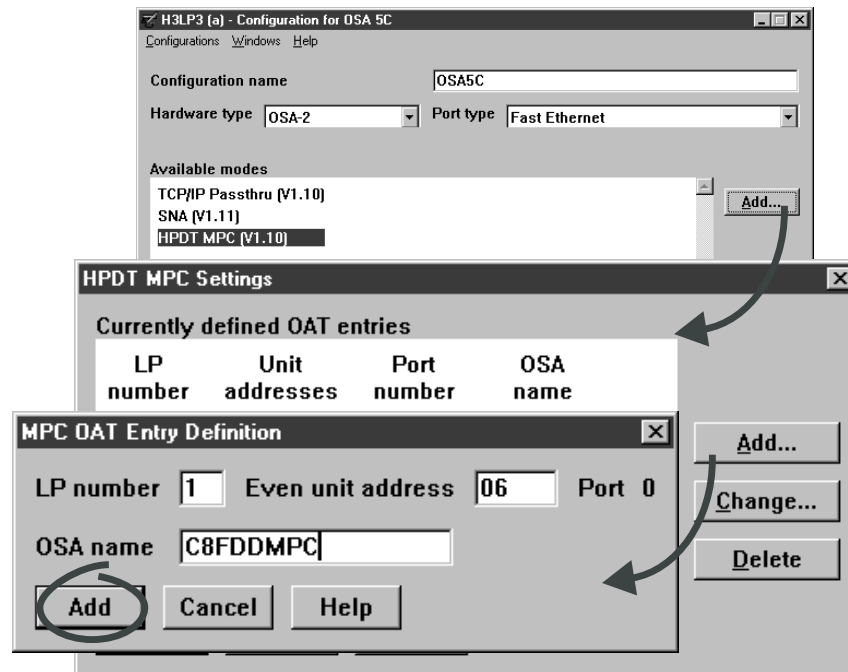 H3LP3 (a) - Configuration for OSA 5C
Configurations Windows Help
Configuration name OSA5C
Hardware type OSA-2 Port type Fast Ethernet
Available modes
TCP/IP Passthru (V1.10)
SNA (V1.11)
HPDT MPC (V1.10)
Add...
HPDT MPC Settings
Currently defined OAT entries
LP Unit Port OSA
number addresses number name
Add...
Change...
Delete
MPC OAT Entry Definition
LP number 1 Even unit address 06 Port 0
OSA name C8FDDMPC
Add Cancel Help